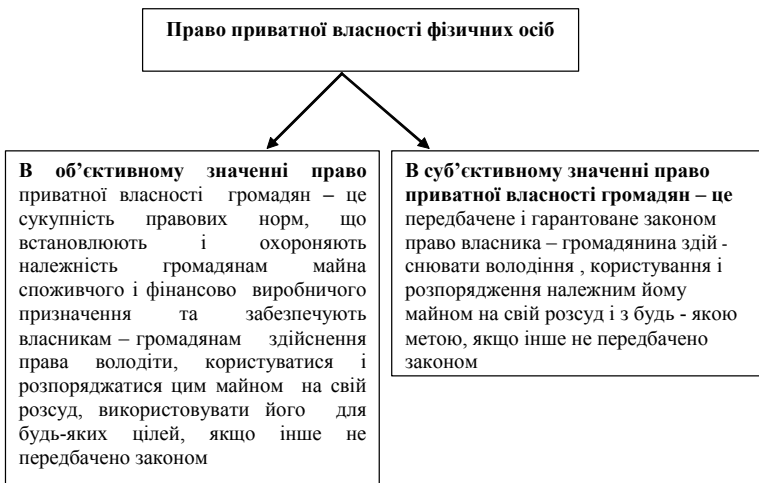 Право приватної власності фізичних осіб
В об’єктивному значенні право
приватної власності громадян – це
сукупність правових норм, що
встановлюють і охороняють
належність громадянам майна
споживчого і фінансово виробничого
призначення та забезпечують
власникам – громадянам здійснення
права володіти, користуватися і
розпоряджатися цим майном на свій
розсуд, використовувати його для
будь-яких цілей, якщо інше не
передбачено законом
В суб’єктивному значенні право
приватної власності громадян – це
передбачене і гарантоване законом
право власника – громадянина здій -
снювати володіння , користування і
розпорядження належним йому
майном на свій розсуд і з будь - якою
метою, якщо інше не передбачено
законом